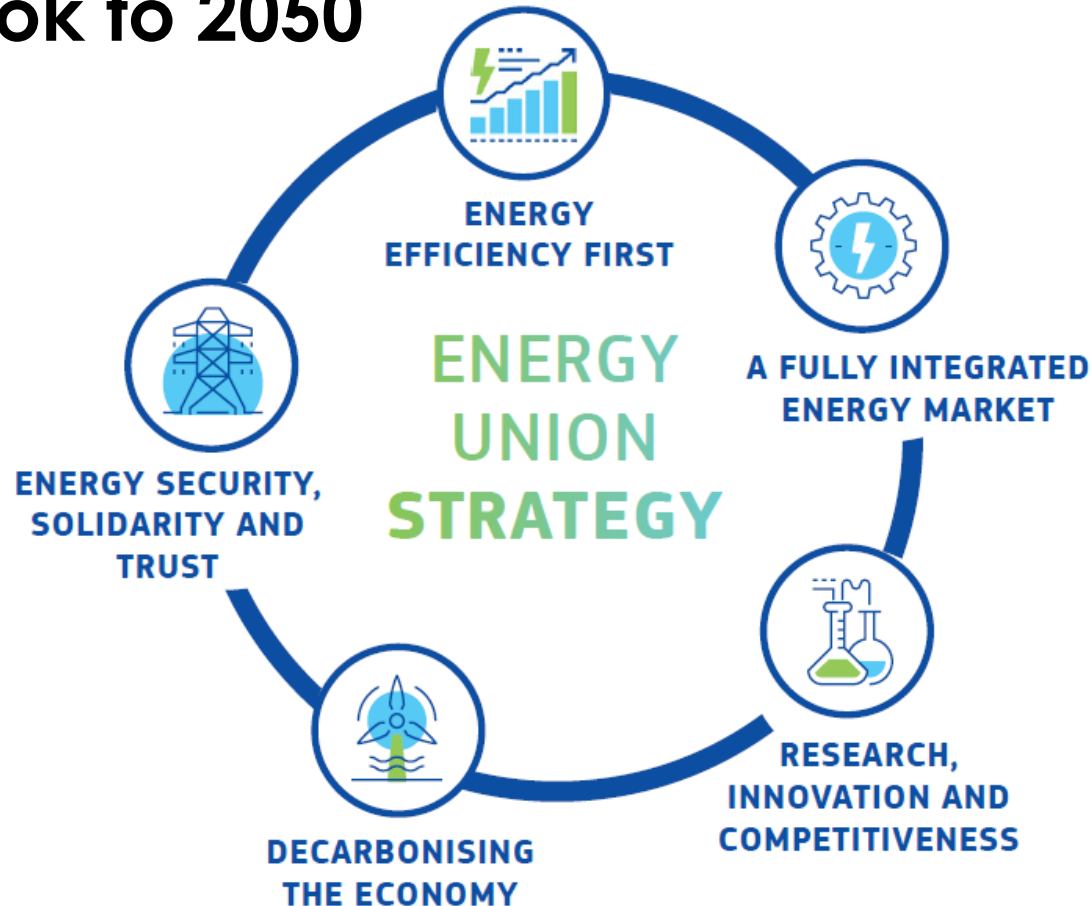 ok to 2050
ENERGY
EFFICIENCY FIRST
A FULLY INTEGRATED
ENERGY MARKET
ENERGY
UNION
STRATEGY
ENERGY SECURITY,
SOLIDARITY AND
TRUST
RESEARCH,
INNOVATION AND
COMPETITIVENESS
DECARBONISING
THE ECONOMY